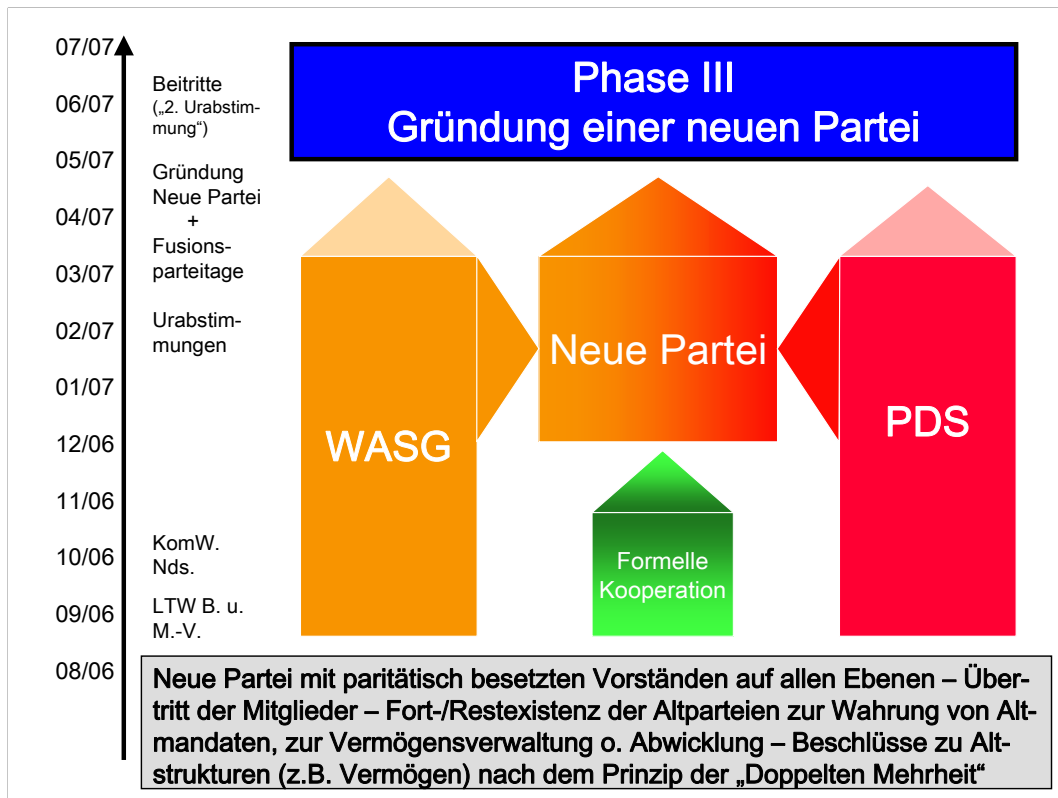 Phase III
Gründung einer neuen Partei
07/07
06/07
05/07
04/07
03/07
02/07
01/07
12/06
11/06
10/06
09/06
08/06
Beitritte
(„2. Urabstim-
mung“)
Gründung
Neue Partei
+
Fusions-
parteitage
Urabstim-
mungen
KomW.
Nds.
LTW B. u.
M.-V.
WASG
Neue Partei
PDS
Formelle
Kooperation
Neue Partei mit paritätisch besetzten Vorständen auf allen Ebenen – Über-
tritt der Mitglieder – Fort-/Restexistenz der Altparteien zur Wahrung von Alt-
mandaten, zur Vermögensverwaltung o. Abwicklung – Beschlüsse zu Alt-
strukturen (z.B. Vermögen) nach dem Prinzip der „Doppelten Mehrheit“